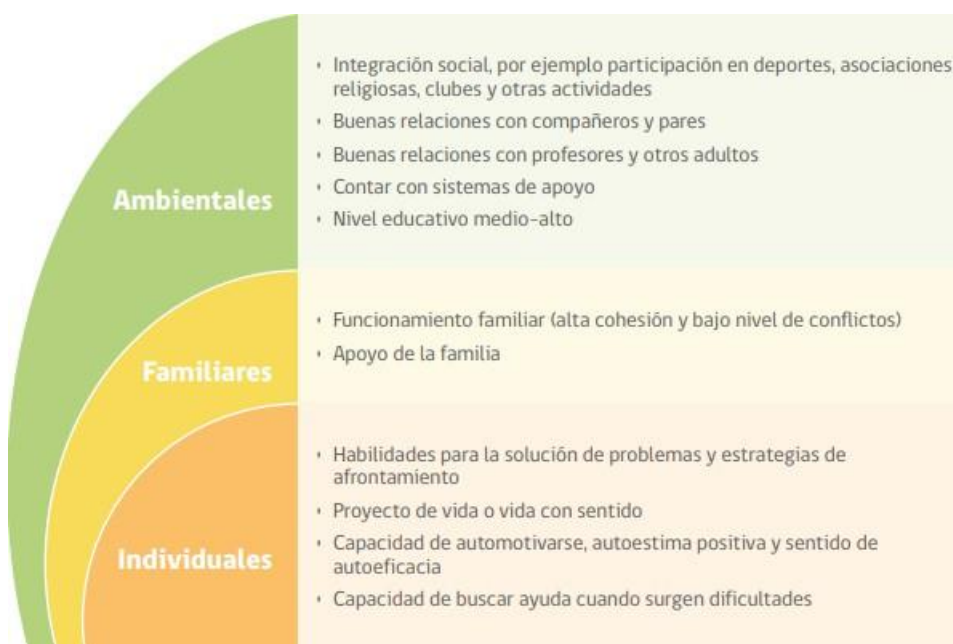 Ambientales
• Integración social, por ejemplo participación en deportes, asociaciones
religiosas, clubes y otras actividades
• Buenas relaciones con compañeros y pares
• Buenas relaciones con profesores y otros adultos
• Contar con sistemas de apoyo
• Nivel educativo medio-alto
Familiares
• Funcionamiento familiar (alta cohesión y bajo nivel de conflictos)
• Apoyo de la familia
Individuales
• Habilidades para la solución de problemas y estrategias de
afrontamiento
• Proyecto de vida o vida con sentido
• Capacidad de automotivarse, autoestima positiva y sentido de
autoeficacia
• Capacidad de buscar ayuda cuando surgen dificultades